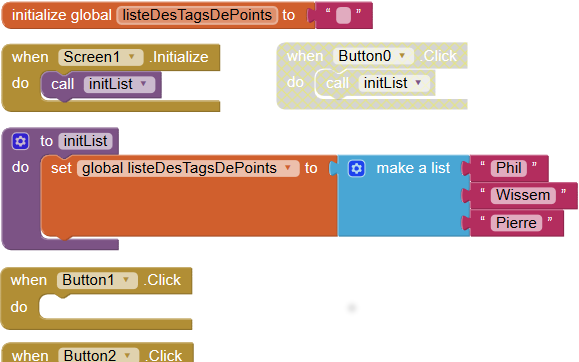 initialize global listeDesTagsDePoints to " "
when Screen1 .Initialize
do call initList
when Button0 .Click
do call initList
to initList
do set global listeDesTagsDePoints to make a list " Phil "
" Wissem "
" Pierre "
when Button1 .Click
do
when Button2 .Click